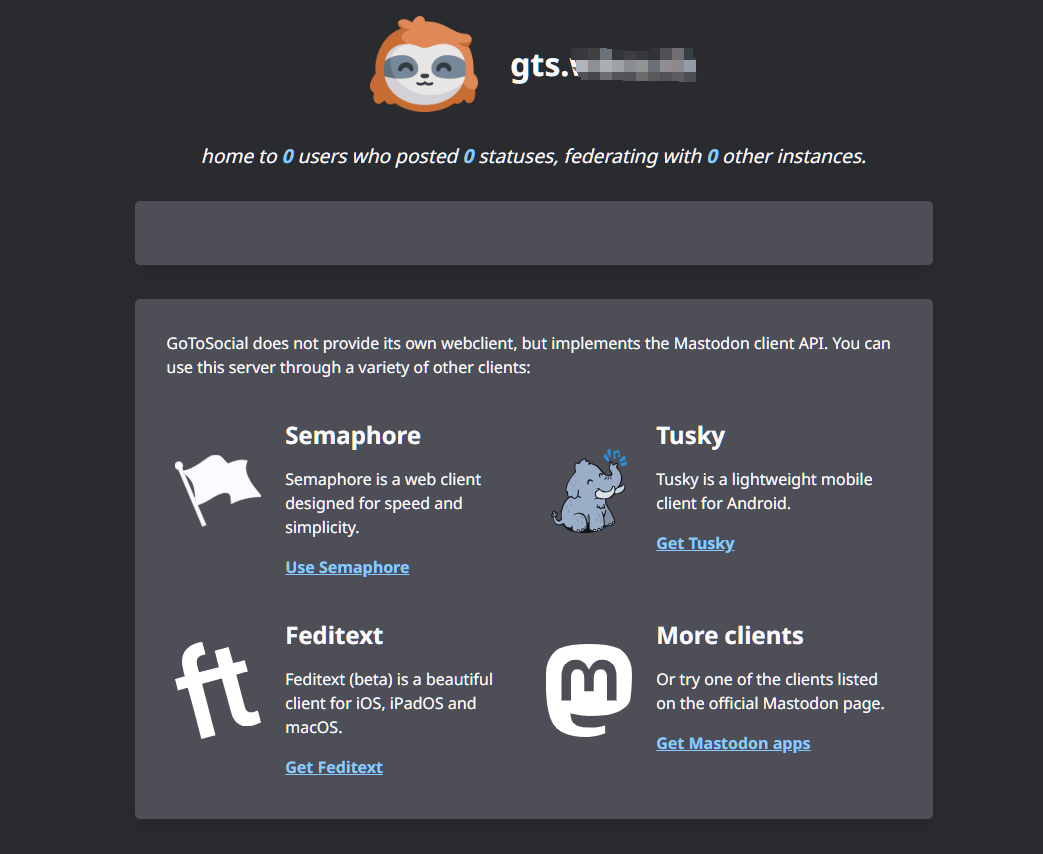 gts.
home to 0 users who posted 0 statuses, federating with 0 other instances.
GoToSocial does not provide its own webclient, but implements the Mastodon client API. You can
use this server through a variety of other clients:
Semaphore
Semaphore is a web client
designed for speed and
simplicity.
Use Semaphore
Tusky
Tusky is a lightweight mobile
client for Android.
Get Tusky
ft
Feditext
Feditext (beta) is a beautiful
client for iOS, iPadOS and
macOS.
Get Feditext
m
More clients
Or try one of the clients listed
on the official Mastodon page.
Get Mastodon apps